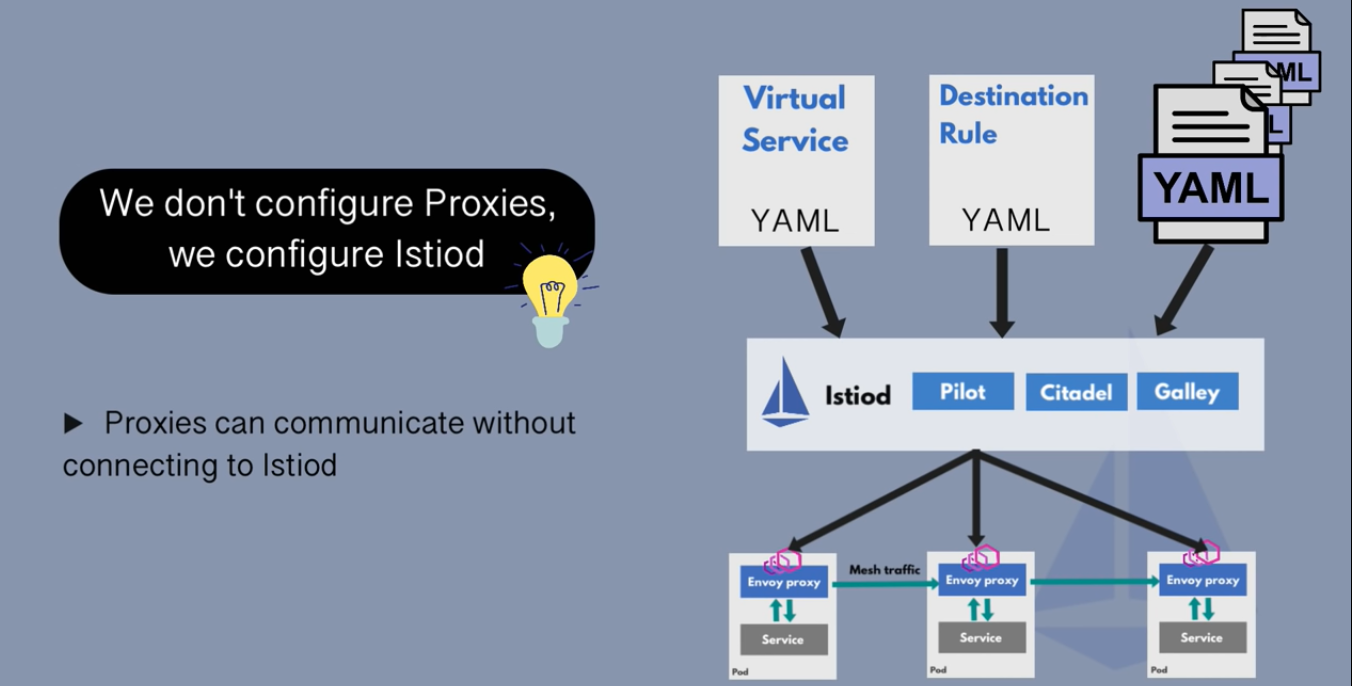 We don't configure Proxies,
we configure Istiod
► Proxies can communicate without
connecting to Istiod
Virtual
Service
YAML
Destination
Rule
YAML
YAML
L
ML
Istiod
Pilot
Citadel
Galley
Mesh traffic
Envoy proxy
Service
Pod
Envoy proxy
Service
Pod
Envoy proxy
Service
Pod